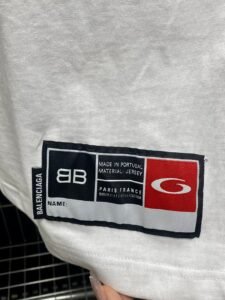 BALENCIAGA
BB
MADE IN PORTUGAL
MATERIAL: JERSEY
PARIS FRANCE
NAME: